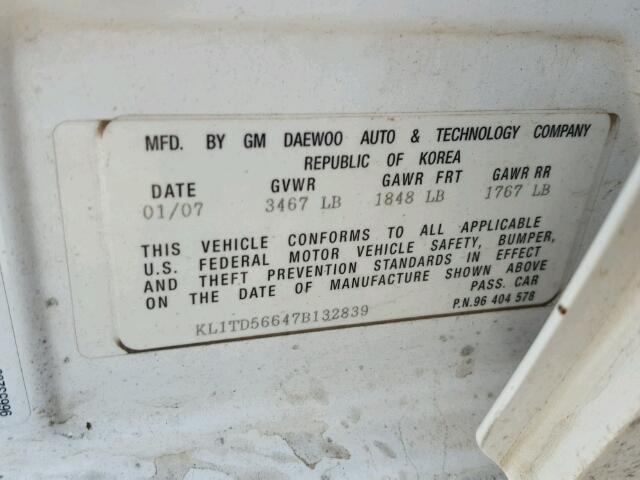 MFD. BY GM DAEWOO AUTO & TECHNOLOGY COMPANY
REPUBLIC OF KOREA
DATE GVWR GAWR FRT GAWR RR
01/07 3467 LB 1848 LB 1767 LB
THIS VEHICLE CONFORMS TO ALL APPLICABLE
U.S. FEDERAL MOTOR VEHICLE SAFETY, BUMPER,
AND THEFT PREVENTION STANDARDS IN EFFECT
ON THE DATE OF MANUFACTURE SHOWN ABOVE
PASS. CAR
KL1TD56647B132839 P.N.96 404 578